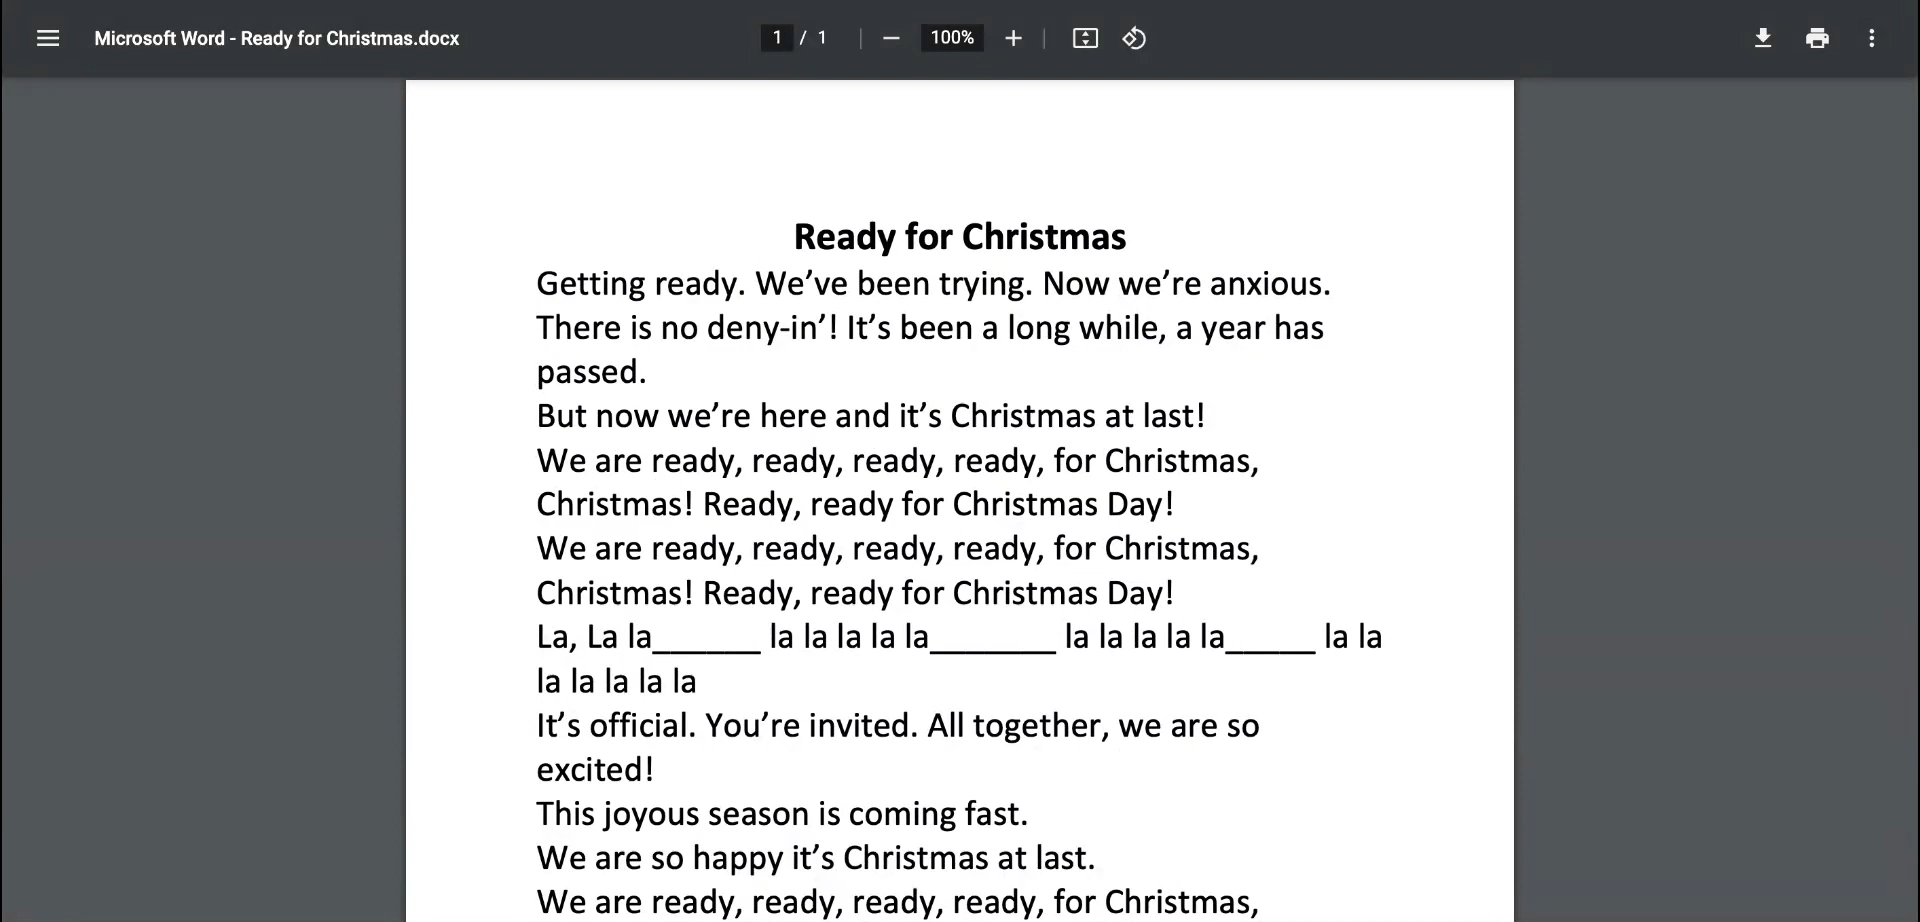 Microsoft Word - Ready for Christmas.docx
1 / 1
100%
Ready for Christmas
Getting ready. We’ve been trying. Now we’re anxious.
There is no deny-in’! It’s been a long while, a year has
passed.
But now we’re here and it’s Christmas at last!
We are ready, ready, ready, ready, for Christmas,
Christmas! Ready, ready for Christmas Day!
We are ready, ready, ready, ready, for Christmas,
Christmas! Ready, ready for Christmas Day!
La, La la______ la la la la la_______ la la la la la_____ la la
la la la la la
It’s official. You’re invited. All together, we are so
excited!
This joyous season is coming fast.
We are so happy it’s Christmas at last.
We are ready, ready, ready, ready, for Christmas,